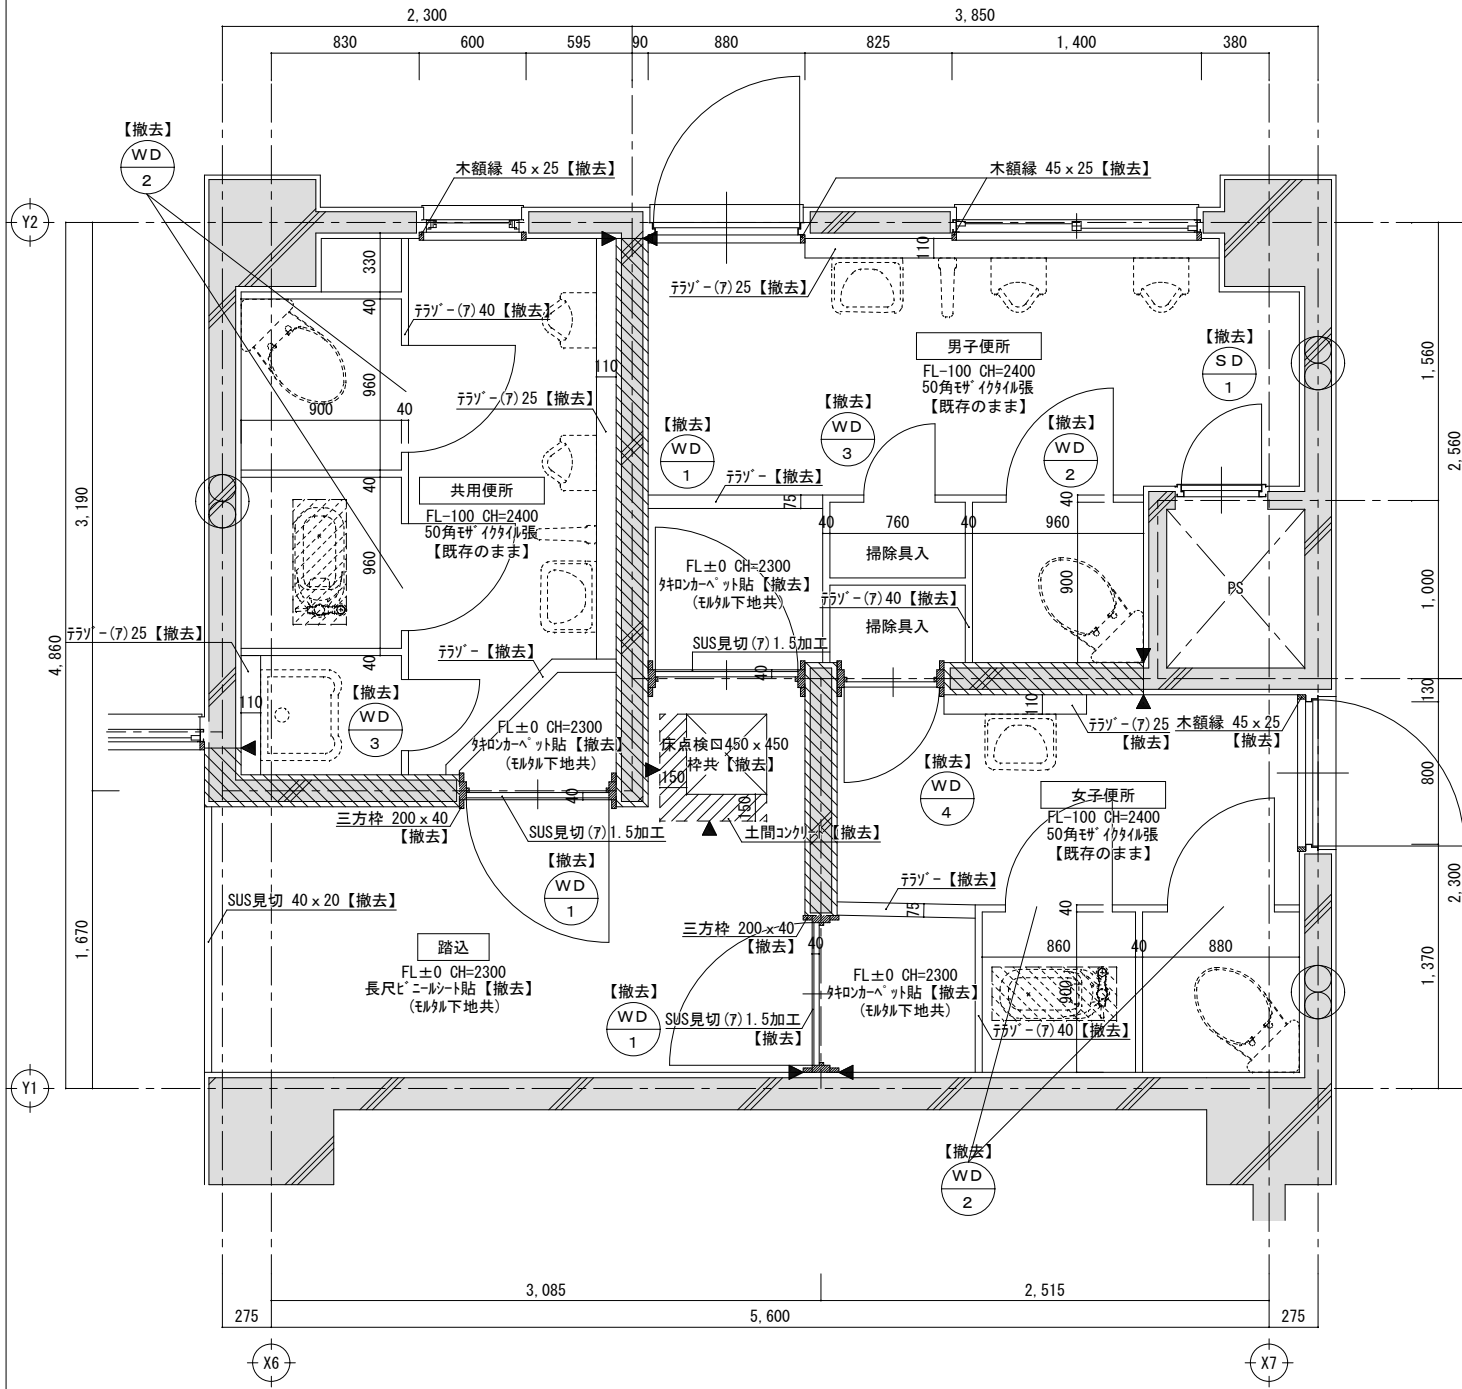 2,300
3,850
830
600
595
90
880
825
1,400
380
【撤去】
WD
2
木額縁 45x25【撤去】
木額縁 45x25【撤去】
Y2
330
110
ﾃﾗｿﾞｰ(ｱ)25【撤去】
40
ﾃﾗｿﾞｰ(ｱ)40【撤去】
男子便所
FL-100 CH=2400
50角ﾓｻﾞｲｸﾀｲﾙ張
【既存のまま】
【撤去】
SD
1
1,560
960
110
900
40
ﾃﾗｿﾞｰ(ｱ)25【撤去】
【撤去】
WD
1
【撤去】
WD
3
【撤去】
WD
2
2,560
3,190
40
共用便所
FL-100 CH=2400
50角ﾓｻﾞｲｸﾀｲﾙ張
【既存のまま】
ﾃﾗｿﾞｰ【撤去】
75
40
760
40
40
960
掃除具入
960
FL±0 CH=2300
ﾀｷﾛﾝｶｰﾍﾟｯﾄ貼【撤去】
(ﾓﾙﾀﾙ下地共)
900
PS
1,000
ﾃﾗｿﾞｰ(ｱ)40【撤去】
掃除具入
4,860
ﾃﾗｿﾞｰ(ｱ)25【撤去】
40
ﾃﾗｿﾞｰ【撤去】
SUS見切(ｱ)1.5加工
40
130
110
【撤去】
WD
3
FL±0 CH=2300
ﾀｷﾛﾝｶｰﾍﾟｯﾄ貼【撤去】
(ﾓﾙﾀﾙ下地共)
床点検口450x450
枠共【撤去】
150
150
110
ﾃﾗｿﾞｰ(ｱ)25
【撤去】
木額縁 45x25
【撤去】
800
【撤去】
WD
4
女子便所
FL-100 CH=2400
50角ﾓｻﾞｲｸﾀｲﾙ張
【既存のまま】
40
三方枠 200x40
【撤去】
SUS見切(ｱ)1.5加工
土間ｺﾝｸﾘｰﾄ【撤去】
【撤去】
WD
1
2,300
SUS見切 40x20【撤去】
ﾃﾗｿﾞｰ【撤去】
75
40
1,670
踏込
FL±0 CH=2300
長尺ﾋﾞﾆｰﾙｼｰﾄ貼【撤去】
(ﾓﾙﾀﾙ下地共)
三方枠 200x40
【撤去】
40
860
40
880
FL±0 CH=2300
ﾀｷﾛﾝｶｰﾍﾟｯﾄ貼【撤去】
(ﾓﾙﾀﾙ下地共)
900
1,370
【撤去】
WD
1
SUS見切(ｱ)1.5加工
【撤去】
ﾃﾗｿﾞｰ(ｱ)40【撤去】
Y1
【撤去】
WD
2
3,085
2,515
275
5,600
275
X6
X7